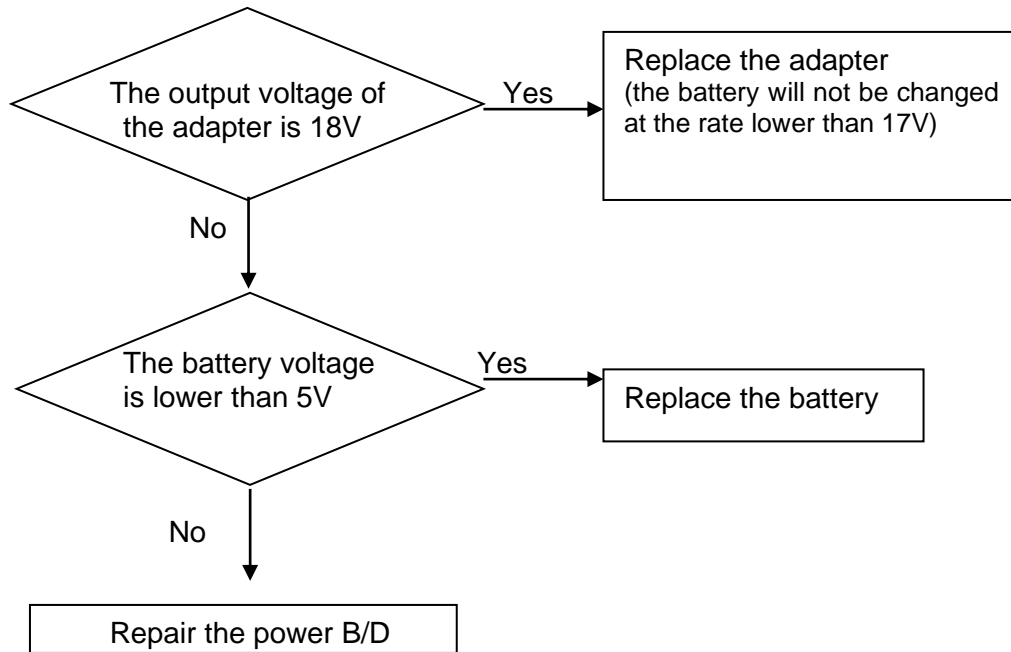 The output voltage of
the adapter is 18V
Yes
Replace the adapter
(the battery will not be changed
at the rate lower than 17V)
No
The battery voltage
is lower than 5V
Yes
Replace the battery
No
Repair the power B/D